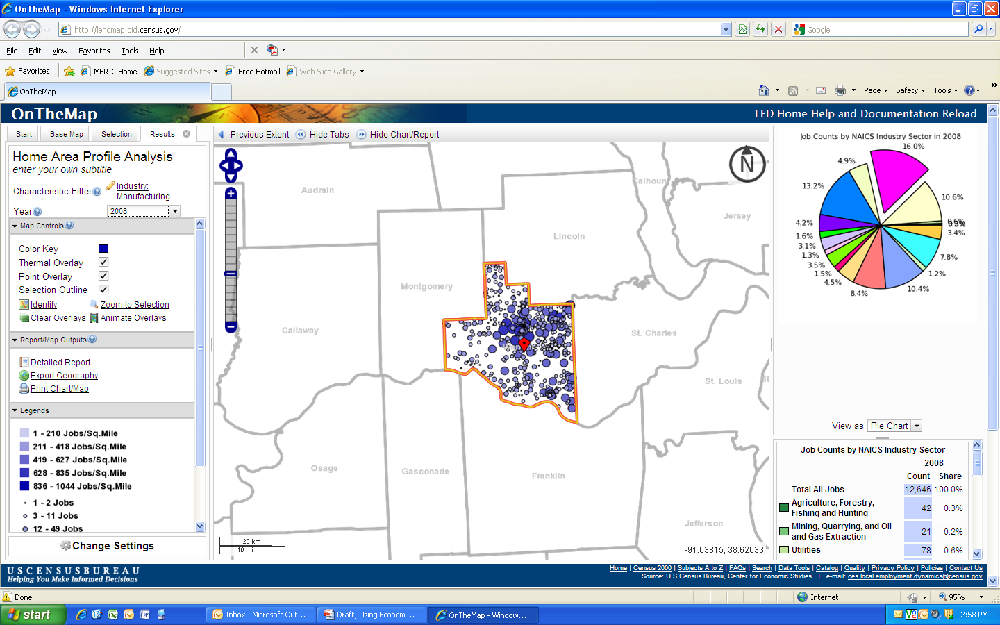 OnTheMap - Windows Internet Explorer
http://lehdmap.did.census.gov/
Google
File Edit View Favorites Tools Help
Favorites MERIC Home Suggested Sites Free Hotmail Web Slice Gallery
OnTheMap
Page Safety Tools
OnTheMap
LED Home Help and Documentation Reload
Start Base Map Selection Results
Previous Extent Hide Tabs Hide Chart/Report
Home Area Profile Analysis
enter your own subtitle
Characteristic Filter Industry:
Manufacturing
Year 2008
Map Controls
Color Key
Thermal Overlay
Point Overlay
Selection Outline
Identify Zoom to Selection
Clear Overlays Animate Overlays
Report/Map Outputs
Detailed Report
Export Geography
Print Chart/Map
Legends
1 - 210 Jobs/Sq.Mile
211 - 418 Jobs/Sq.Mile
419 - 627 Jobs/Sq.Mile
628 - 835 Jobs/Sq.Mile
836 - 1044 Jobs/Sq.Mile
1 - 2 Jobs
3 - 11 Jobs
12 - 49 Jobs
Change Settings
N
Audrain
Calhoun
Jersey
Lincoln
Montgomery
Callaway
St. Charles
St. Louis
Osage
Gasconade
Franklin
Jefferson
20 km
10 mi
-91.03815, 38.62633
Job Counts by NAICS Industry Sector in 2008
16.0%
4.9%
13.2%
10.6%
0.6%
0.2%
3.4%
4.2%
1.6%
3.1%
7.8%
1.3%
3.5%
1.2%
1.5%
4.5%
10.4%
8.4%
View as Pie Chart
Job Counts by NAICS Industry Sector
2008
Count Share
Total All Jobs 12,646 100.0%
Agriculture, Forestry,
Fishing and Hunting 42 0.3%
Mining, Quarrying, and Oil
and Gas Extraction 21 0.2%
Utilities 78 0.6%
USCENSUSBUREAU
Helping You Make Informed Decisions
Home | Census 2000 | Subjects A to Z | FAQs | Search | Data Tools | Catalog | Quality | Privacy Policy | Policies | Contact Us
Source: U.S.Census Bureau, Center for Economic Studies | e-mail: ces.local.employment.dynamics@census.gov
Done
Internet
95%
start
Inbox - Microsoft Out...
Draft, Using Economi...
OnTheMap - Window...
2:58 PM